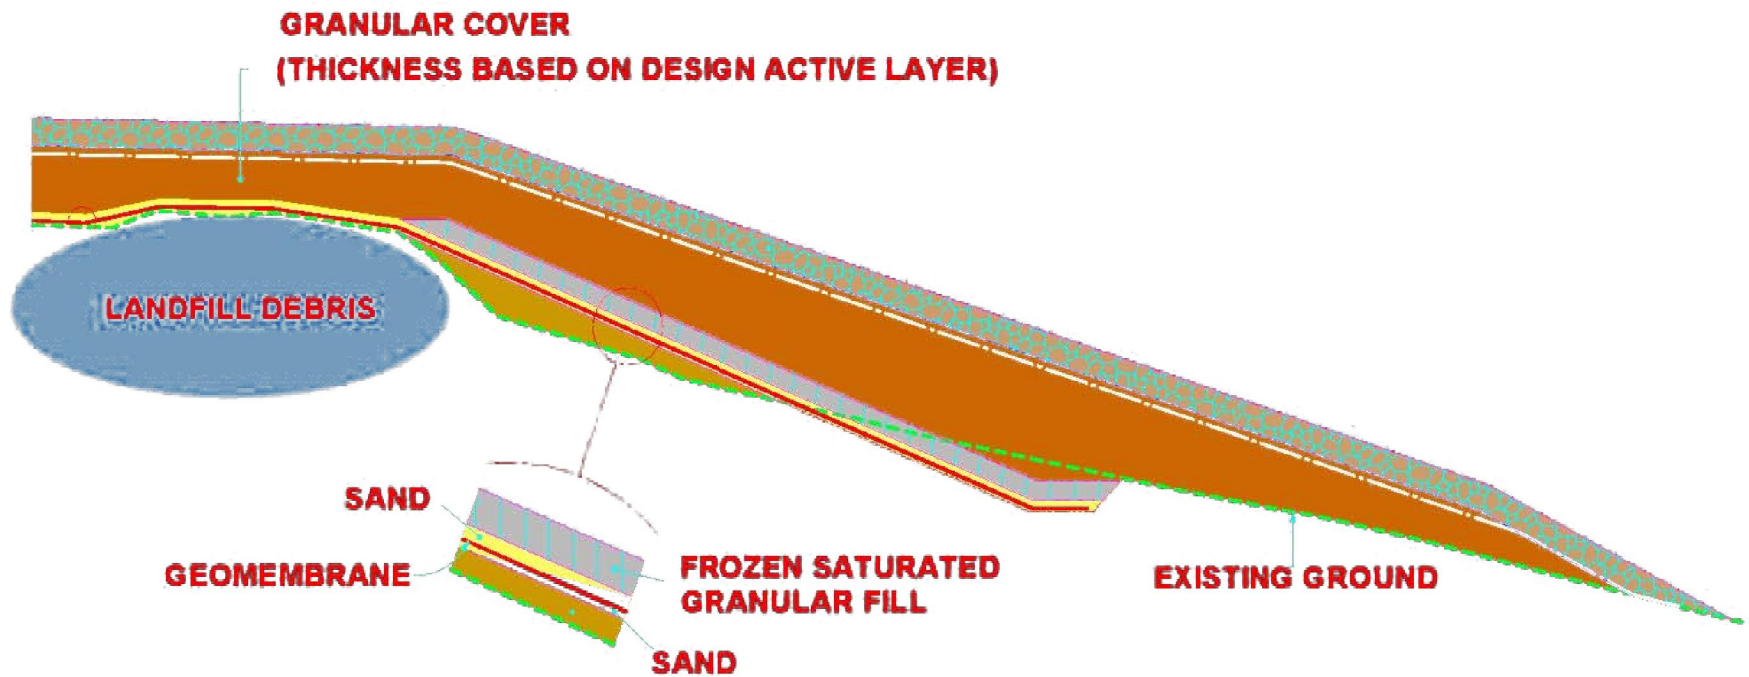 GRANULAR COVER
(THICKNESS BASED ON DESIGN ACTIVE LAYER)
LANDFILL DEBRIS
SAND
GEOMEMBRANE
FROZEN SATURATED
GRANULAR FILL
SAND
EXISTING GROUND